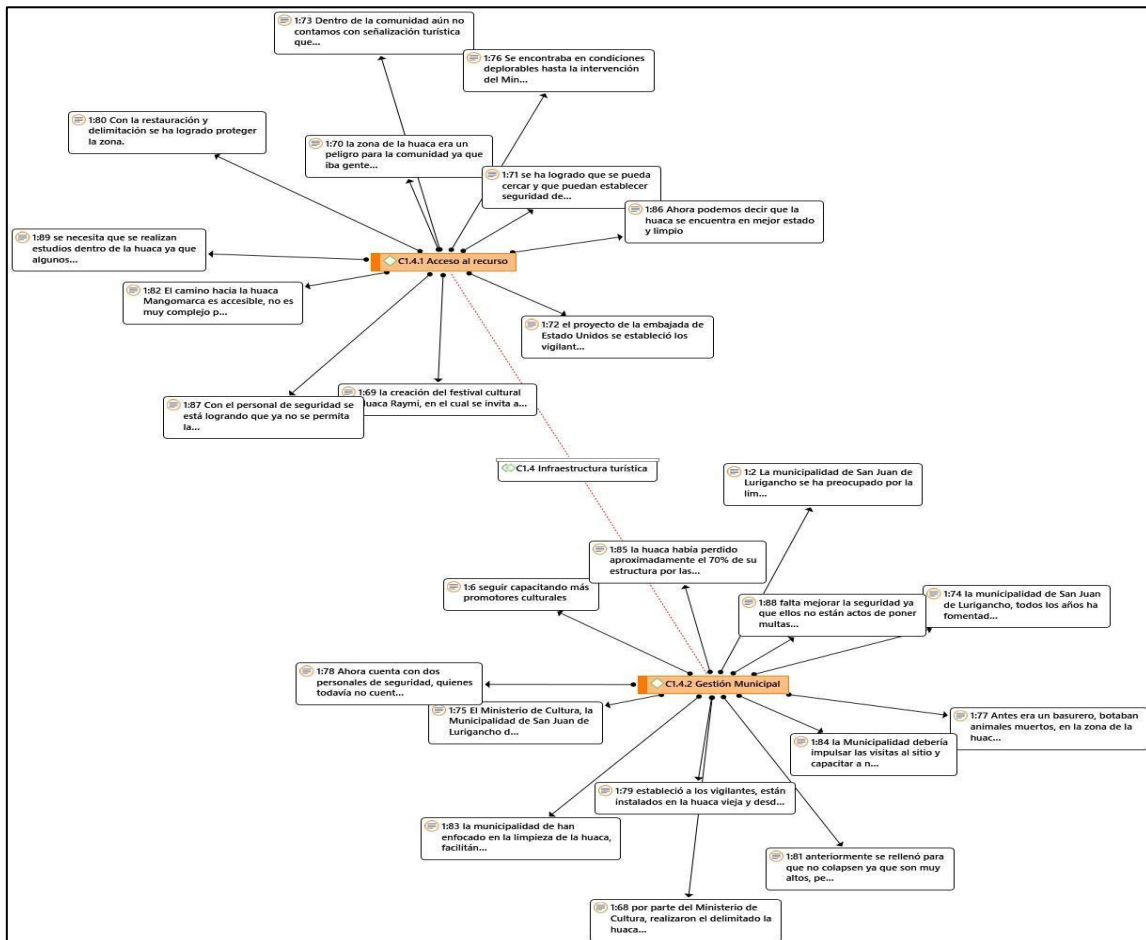 1:73 Dentro de la comunidad aún no
contamos con señalización turística
que...
1:76 Se encontraba en condiciones
deplorables hasta la intervención
del Min...
1:80 Con la restauración y
delimitación se ha logrado proteger
la zona.
1:70 la zona de la huaca era un
peligro para la comunidad ya que
iba gente...
1:71 se ha logrado que se pueda
cercar y que puedan establecer
seguridad de...
1:86 Ahora podemos decir que la
huaca se encuentra en mejor estado
y limpio
1:89 se necesita que se realizan
estudios dentro de la huaca ya que
algunos...
C1.4.1 Acceso al recurso
1:82 El camino hacia la huaca
Mangomarca es accesible, no es
muy complejo p...
1:72 el proyecto de la embajada de
Estado Unidos se estableció los
vigilant...
1:69 la creación del festival cultural
Huaca Raymi, en el cual se invita a...
1:87 Con el personal de seguridad se
está logrando que ya no se permita
la...
C1.4 Infraestructura turística
1:2 La municipalidad de San Juan de
Lurigancho se ha preocupado por la
lim...
1:85 la huaca había perdido
aproximadamente el 70% de su
estructura por las...
1:6 seguir capacitando más
promotores culturales
1:88 falta mejorar la seguridad ya
que ellos no están actos de poner
multas...
1:74 la municipalidad de San Juan
de Lurigancho, todos los años ha
fomentad...
1:78 Ahora cuenta con dos
personales de seguridad, quienes
todavía no cuent...
C1.4.2 Gestión Municipal
1:75 El Ministerio de Cultura, la
Municipalidad de San Juan de
Lurigancho d...
1:77 Antes era un basurero, botaban
animales muertos, en la zona de la
huac...
1:84 la Municipalidad debería
impulsar las visitas al sitio y
capacitar a n...
1:79 estableció a los vigilantes, están
instalados en la huaca vieja y desd...
1:83 la municipalidad de han
enfocado en la limpieza de la huaca,
facilitán...
1:81 anteriormente se rellenó para
que no colapsen ya que son muy
altos, pe...
1:68 por parte del Ministerio de
Cultura, realizaron el delimitado la
huaca...